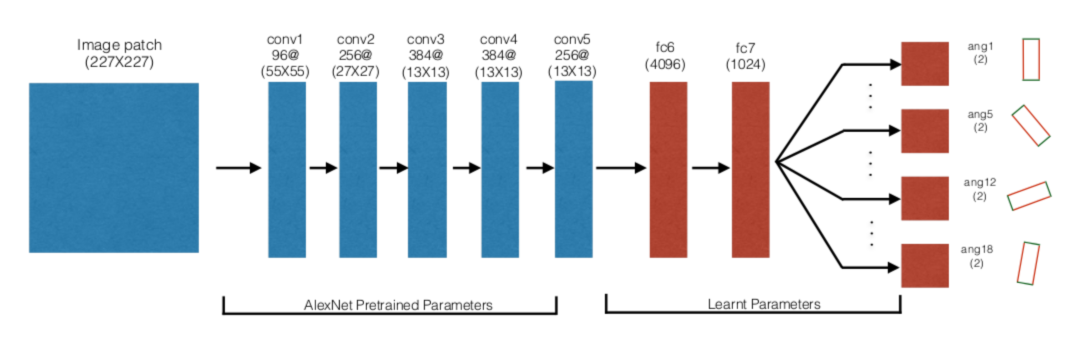 Image patch
(227X227)
conv1
96@
(55X55)
conv2
256@
(27X27)
conv3
384@
(13X13)
conv4
384@
(13X13)
conv5
256@
(13X13)
fc6
(4096)
fc7
(1024)
ang1
(2)
ang5
(2)
ang12
(2)
ang18
(2)
AlexNet Pretrained Parameters
Learnt Parameters